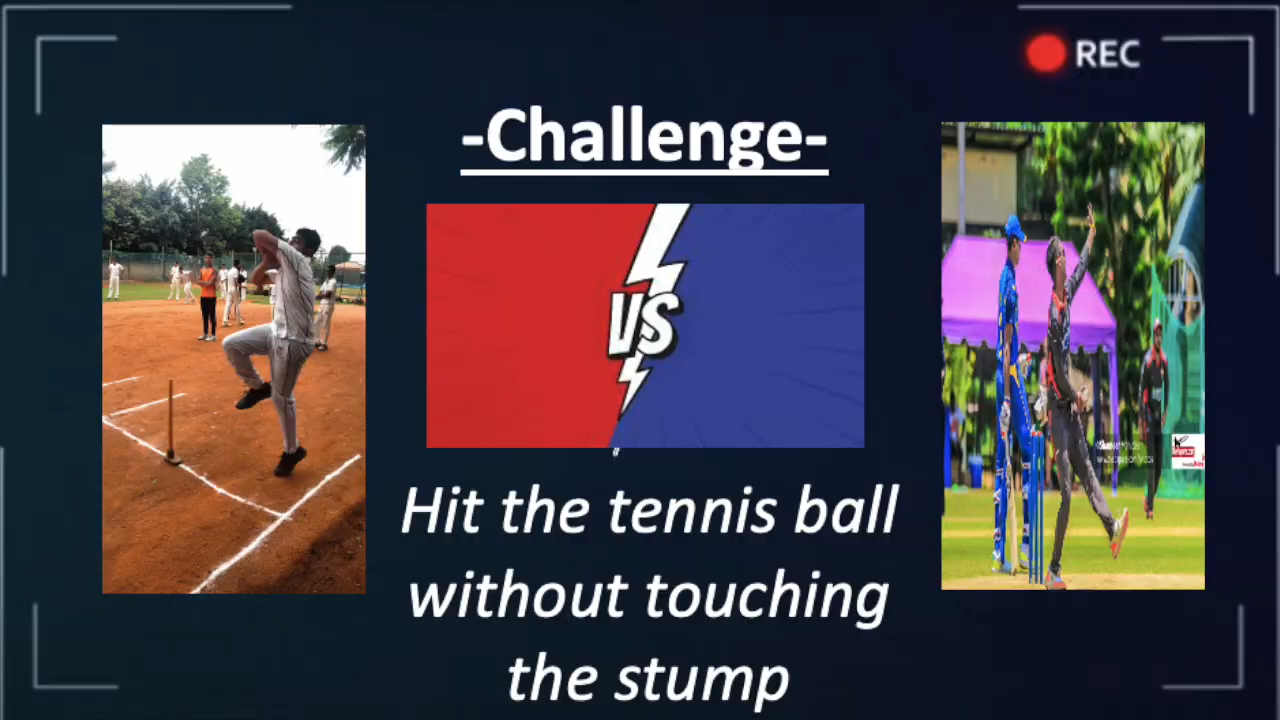 REC
-Challenge-
VS
Hit the tennis ball
without touching
the stump